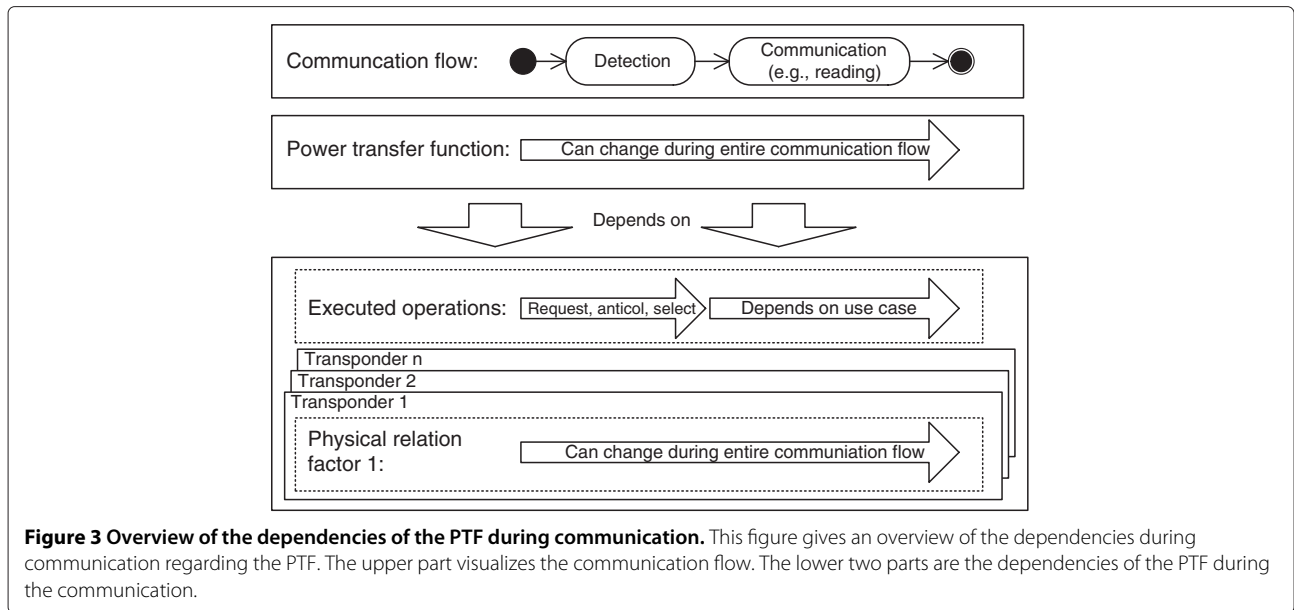 Communcation flow:
Detection
Communication
(e.g., reading)
Power transfer function:
Can change during entire communication flow
Depends on
Executed operations:
Request, anticol, select
Depends on use case
Transponder n
Transponder 2
Transponder 1
Physical relation
factor 1:
Can change during entire communiation flow
Figure 3 Overview of the dependencies of the PTF during communication. This figure gives an overview of the dependencies during
communication regarding the PTF. The upper part visualizes the communication flow. The lower two parts are the dependencies of the PTF during
the communication.